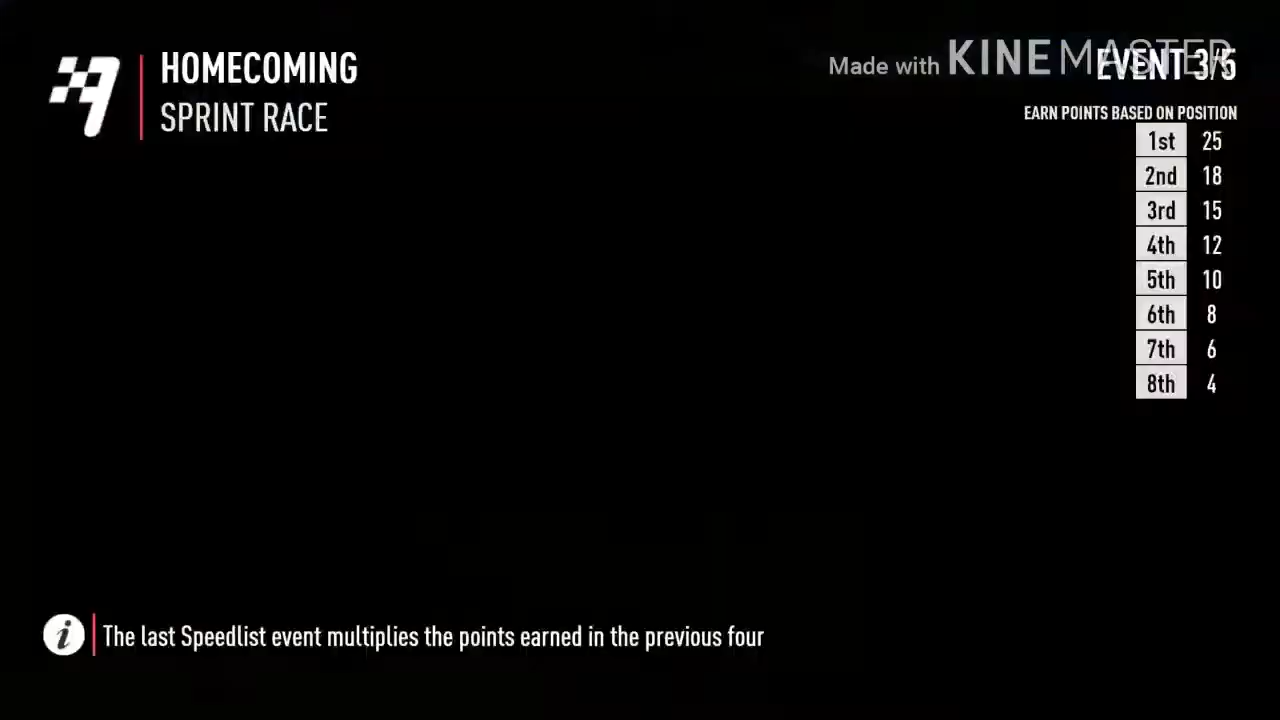 HOMECOMING
SPRINT RACE
Made with KINEMASTER
EVENT 3/5
EARN POINTS BASED ON POSITION
1st 25
2nd 18
3rd 15
4th 12
5th 10
6th 8
7th 6
8th 4
i The last Speedlist event multiplies the points earned in the previous four